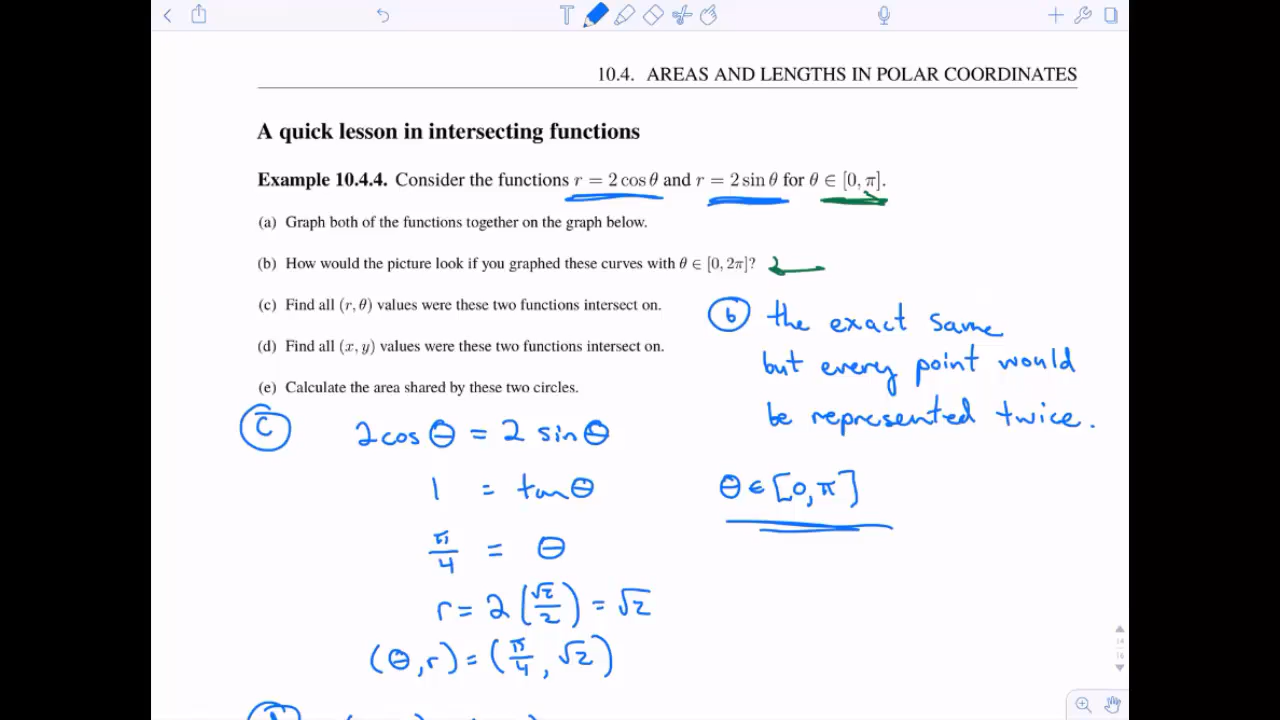 10.4. AREAS AND LENGTHS IN POLAR COORDINATES
A quick lesson in intersecting functions
Example 10.4.4. Consider the functions r = 2 cos θ and r = 2 sin θ for θ ∈ [0, π].
(a) Graph both of the functions together on the graph below.
(b) How would the picture look if you graphed these curves with θ ∈ [0, 2π]?
(c) Find all (r, θ) values were these two functions intersect on.
(d) Find all (x, y) values were these two functions intersect on.
(e) Calculate the area shared by these two circles.
b the exact same
but every point would
be represented twice.
c 2 cos θ = 2 sin θ
1 = tan θ
θ ∈ [0, π]
π/4 = θ
r = 2 (√2/2) = √2
(θ, r) = (π/4, √2)